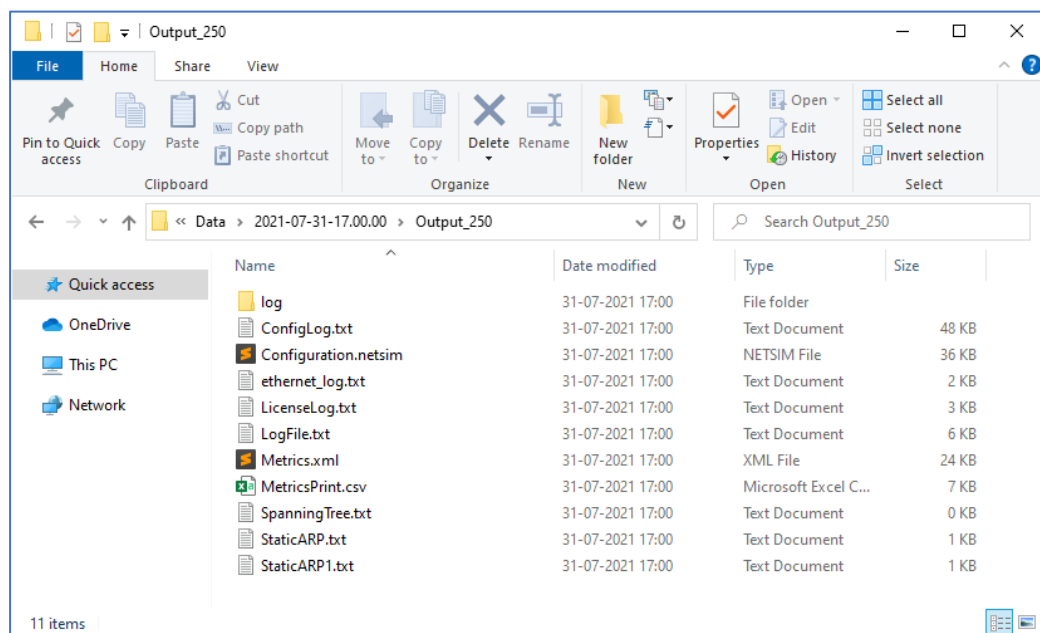 Output_250
File Home Share View
Pin to Quick access
Copy
Paste
Cut
Copy path
Paste shortcut
Move to
Copy to
Delete
Rename
New folder
Properties
Open
Edit
History
Select all
Select none
Invert selection
Clipboard Organize New Open Select
« Data › 2021-07-31-17.00.00 › Output_250
Search Output_250
Quick access
OneDrive
This PC
Network
Name Date modified Type Size
log 31-07-2021 17:00 File folder
ConfigLog.txt 31-07-2021 17:00 Text Document 48 KB
Configuration.netsim 31-07-2021 17:00 NETSIM File 36 KB
ethernet_log.txt 31-07-2021 17:00 Text Document 2 KB
LicenseLog.txt 31-07-2021 17:00 Text Document 3 KB
LogFile.txt 31-07-2021 17:00 Text Document 6 KB
Metrics.xml 31-07-2021 17:00 XML File 24 KB
MetricsPrint.csv 31-07-2021 17:00 Microsoft Excel C... 7 KB
SpanningTree.txt 31-07-2021 17:00 Text Document 0 KB
StaticARP.txt 31-07-2021 17:00 Text Document 1 KB
StaticARP1.txt 31-07-2021 17:00 Text Document 1 KB
11 items